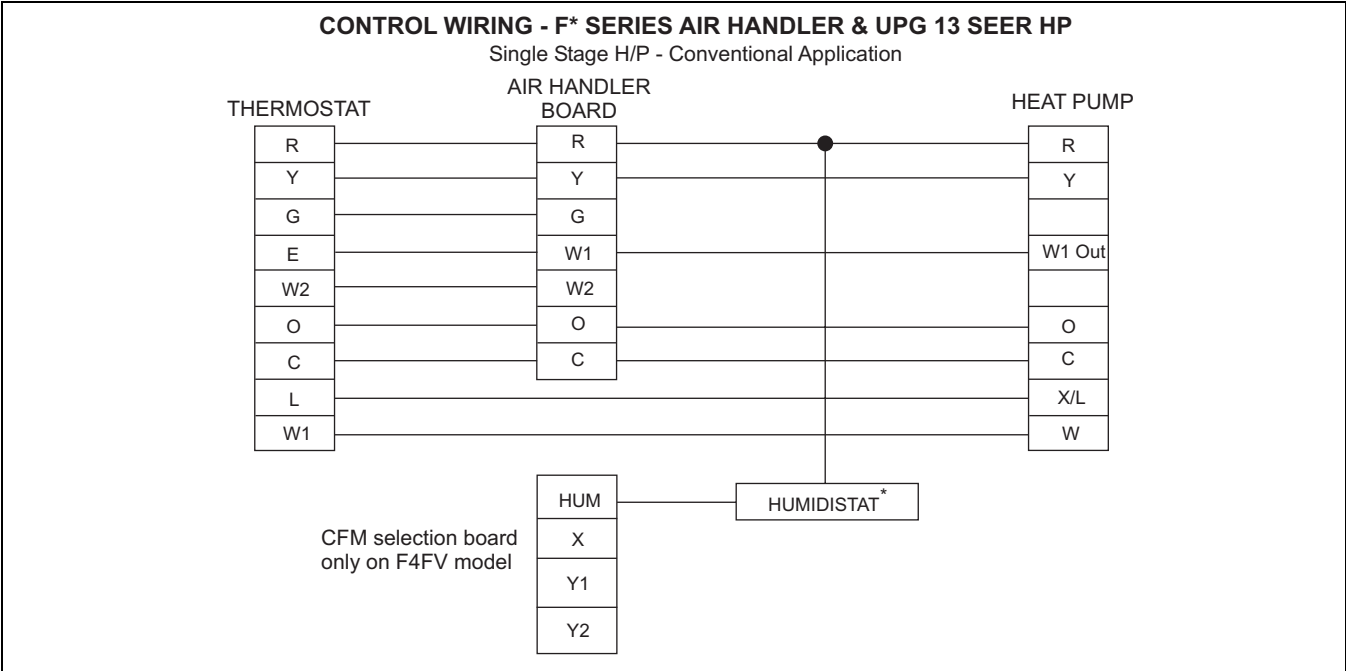 CONTROL WIRING - F* SERIES AIR HANDLER & UPG 13 SEER HP
Single Stage H/P - Conventional Application
THERMOSTAT
AIR HANDLER
BOARD
HEAT PUMP
R R R
Y Y Y
G G
E W1 W1 Out
W2 W2
O O O
C C C
L X/L
W1 W
HUM HUMIDISTAT*
CFM selection board
only on F4FV model
X
Y1
Y2